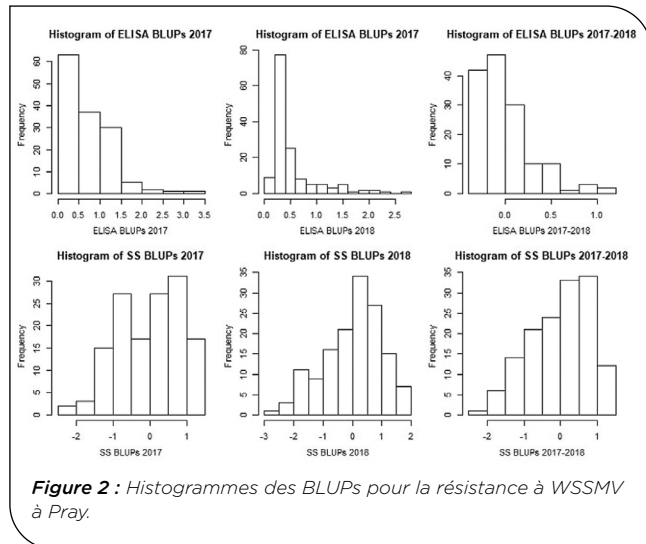 Histogram of ELISA BLUPs 2017
Frequency
0 10 20 30 40 50 60
0.0 0.5 1.0 1.5 2.0 2.5 3.0 3.5
ELISA BLUPs 2017
Histogram of ELISA BLUPs 2017
Frequency
0 20 40 60 80
0.0 0.5 1.0 1.5 2.0 2.5
ELISA BLUPs 2018
Histogram of ELISA BLUPs 2017-2018
Frequency
0 10 20 30 40
0.0 0.5 1.0
ELISA BLUPs 2017-2018
Histogram of SS BLUPs 2017
Frequency
0 5 10 15 20 25 30
-2 -1 0 1
SS BLUPs 2017
Histogram of SS BLUPs 2018
Frequency
0 5 10 15 20 25 30 35
-3 -2 -1 0 1 2
SS BLUPs 2018
Histogram of SS BLUPs 2017-2018
Frequency
0 5 10 15 20 25 30 35
-2 -1 0 1
SS BLUPs 2017-2018
Figure 2 : Histogrammes des BLUPs pour la résistance à WSSMV
à Pray.